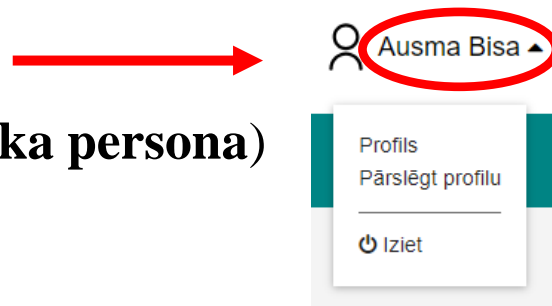 Ausma Bisa
ka persona)
Profils
Pārslēgt profilu
Iziet